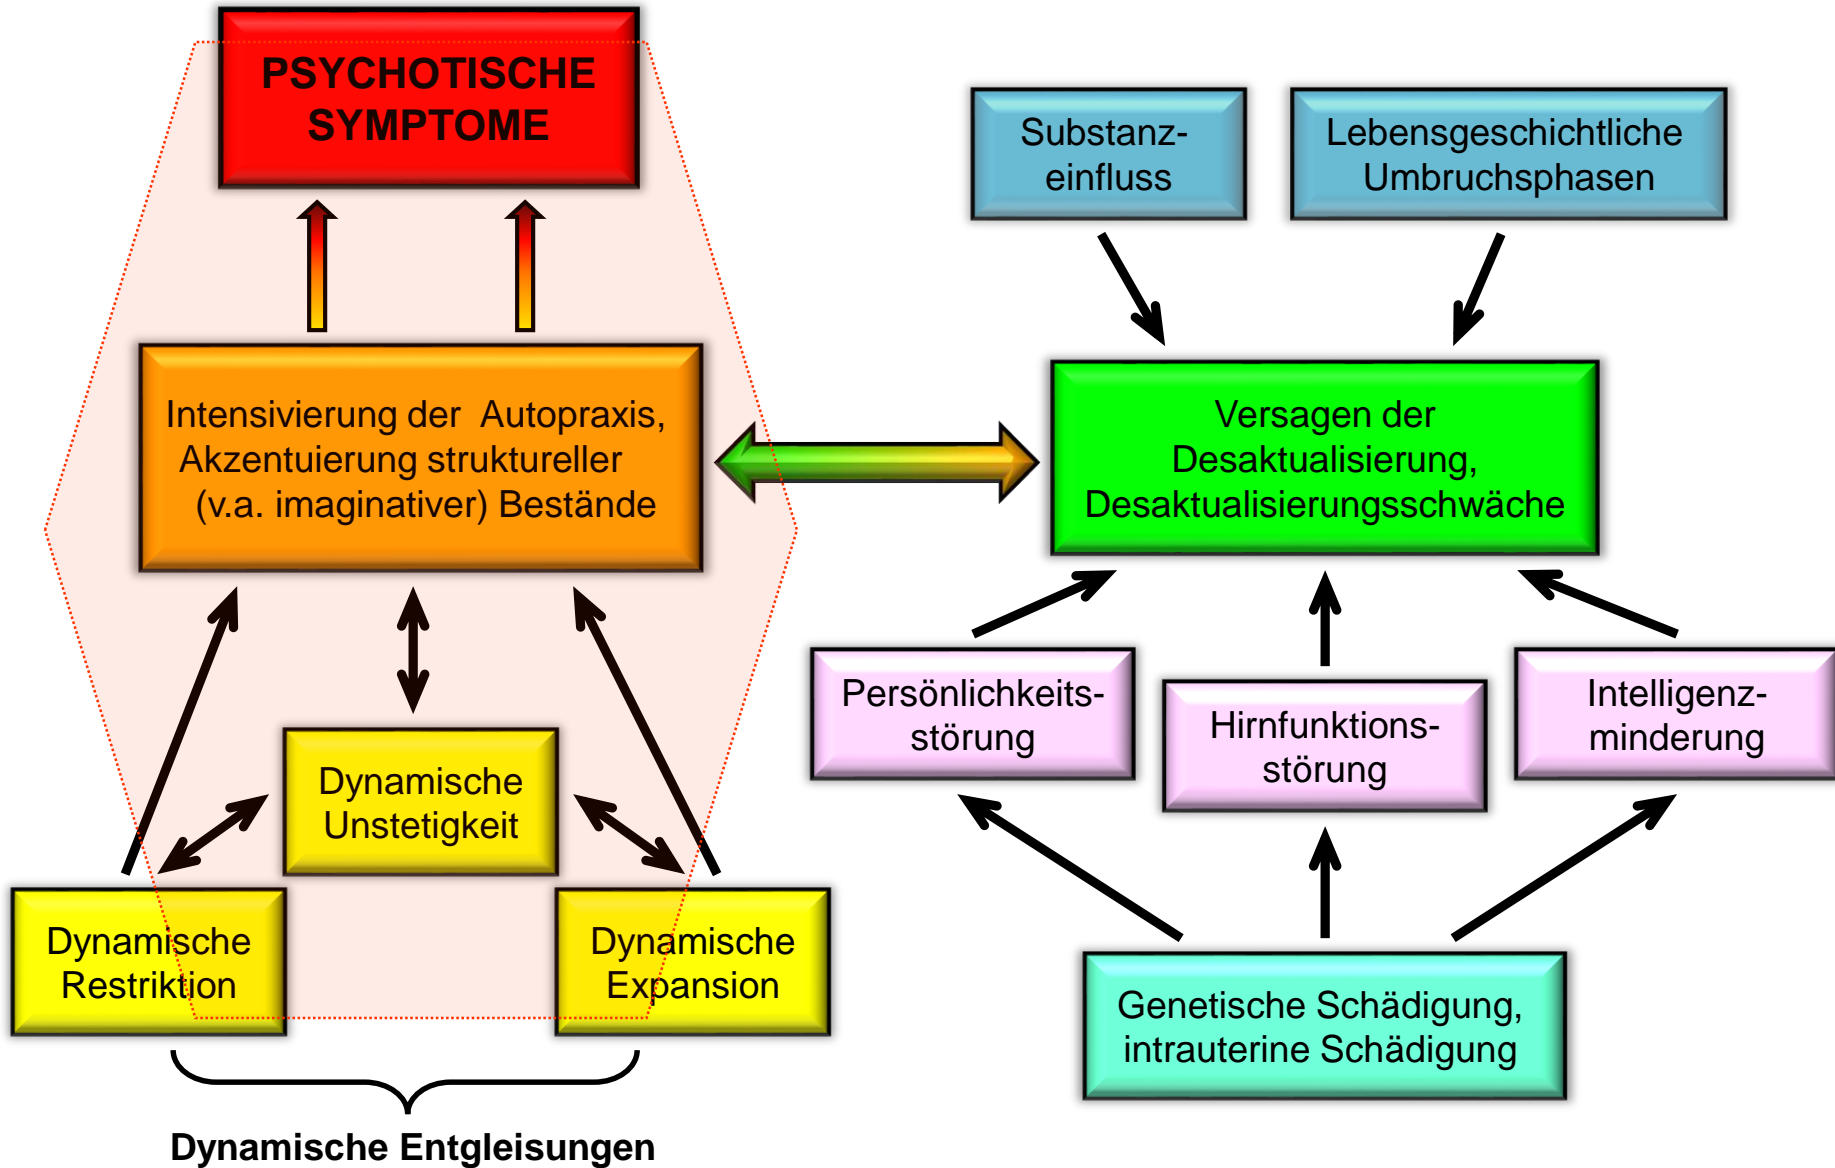 PSYCHOTISCHE
SYMPTOME
Substanz-
einfluss
Lebensgeschichtliche
Umbruchsphasen
Intensivierung der  Autopraxis,
Akzentuierung struktureller
(v.a. imaginativer) Bestände
Versagen der
Desaktualisierung,
Desaktualisierungsschwäche
Persönlichkeits-
störung
Hirnfunktions-
störung
Intelligenz-
minderung
Dynamische
Unstetigkeit
Dynamische
Restriktion
Dynamische
Expansion
Genetische Schädigung,
intrauterine Schädigung
Dynamische Entgleisungen